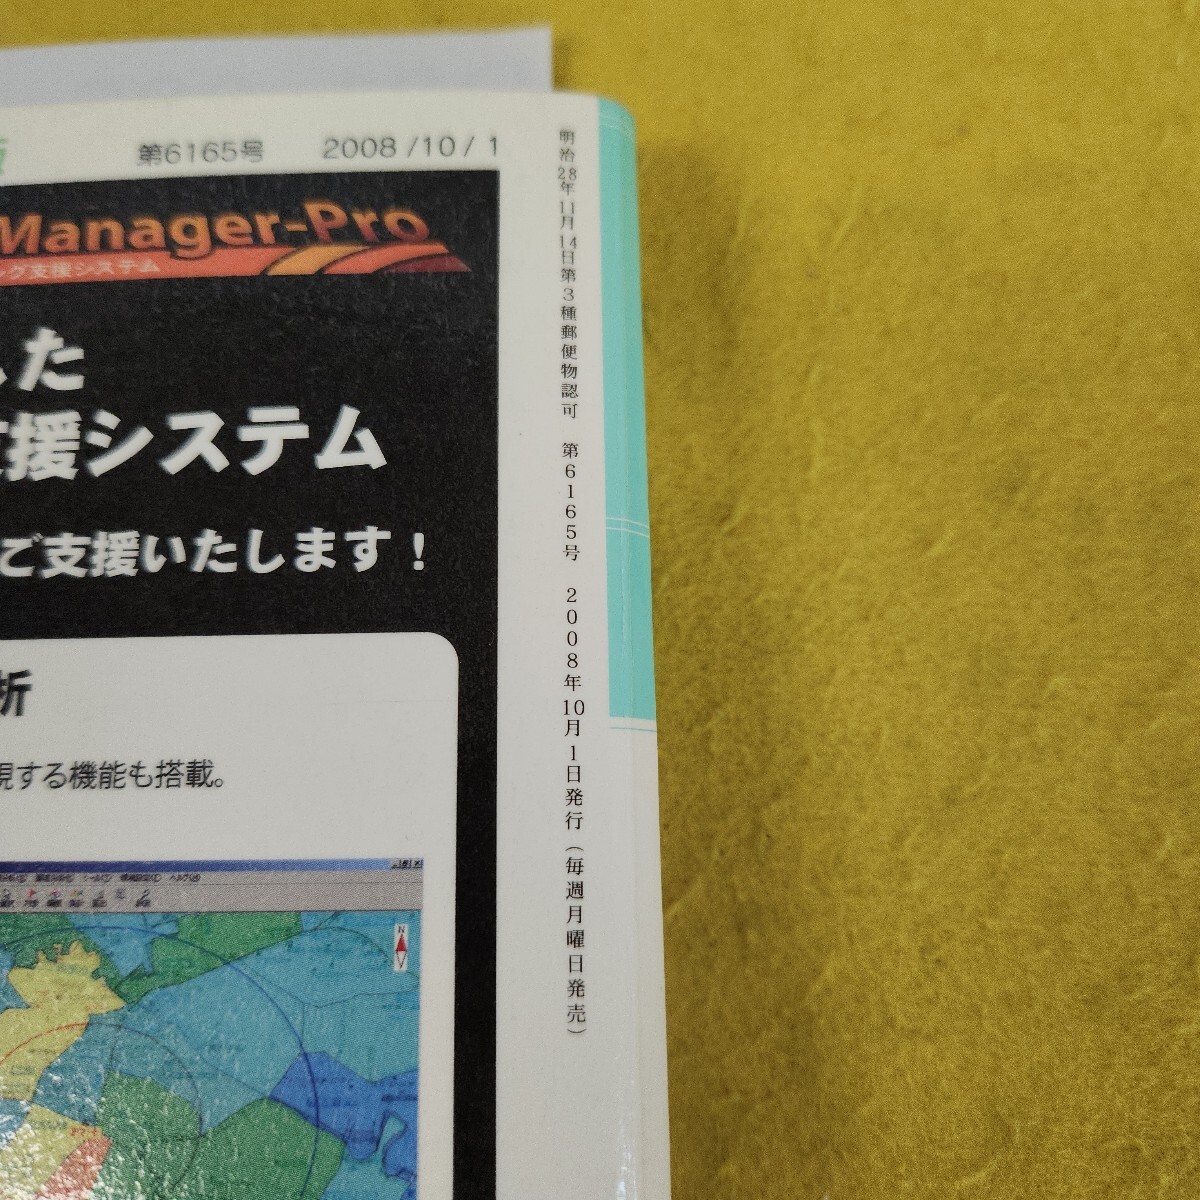 第6165号 2008/10/1
Manager-Pro
グ支援システム
した
援システム
ご支援いたします！
析
視する機能も搭載。
N
明治28年11月14日第3種郵便物認可 第6165号 2008年10月1日発行（毎週月曜日発売）